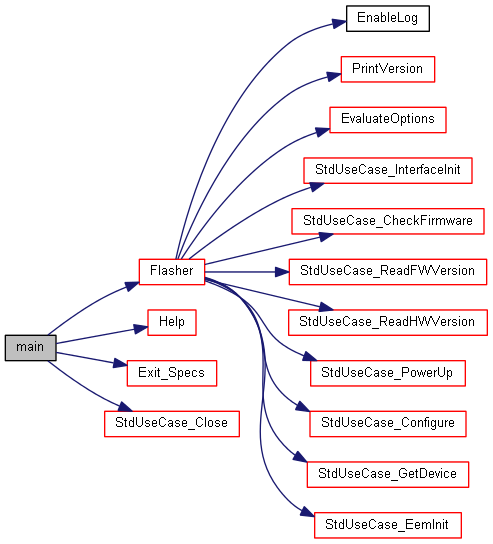 main
Flasher
EnableLog
PrintVersion
EvaluateOptions
StdUseCase_InterfaceInit
StdUseCase_CheckFirmware
StdUseCase_ReadFWVersion
StdUseCase_ReadHWVersion
StdUseCase_PowerUp
StdUseCase_Configure
StdUseCase_GetDevice
StdUseCase_EemInit
Help
Exit_Specs
StdUseCase_Close